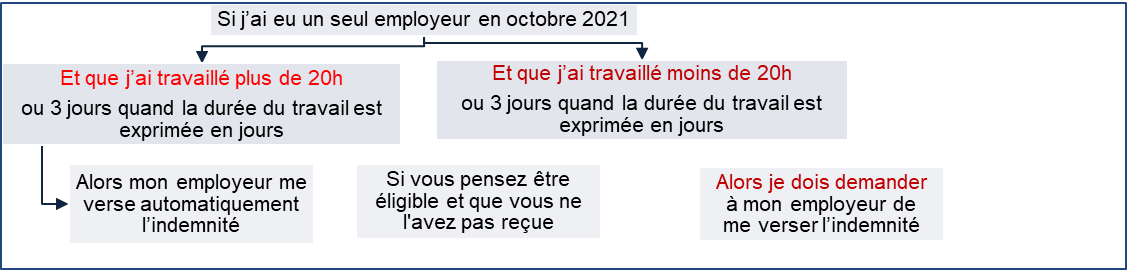 Si j’ai eu un seul employeur en octobre 2021
Et que j’ai travaillé plus de 20h
ou 3 jours quand la durée du travail est
exprimée en jours
Et que j’ai travaillé moins de 20h
ou 3 jours quand la durée du travail est
exprimée en jours
Alors mon employeur me
verse automatiquement
l’indemnité
Si vous pensez être
éligible et que vous ne
l'avez pas reçue
Alors je dois demander
à mon employeur de
me verser l’indemnité